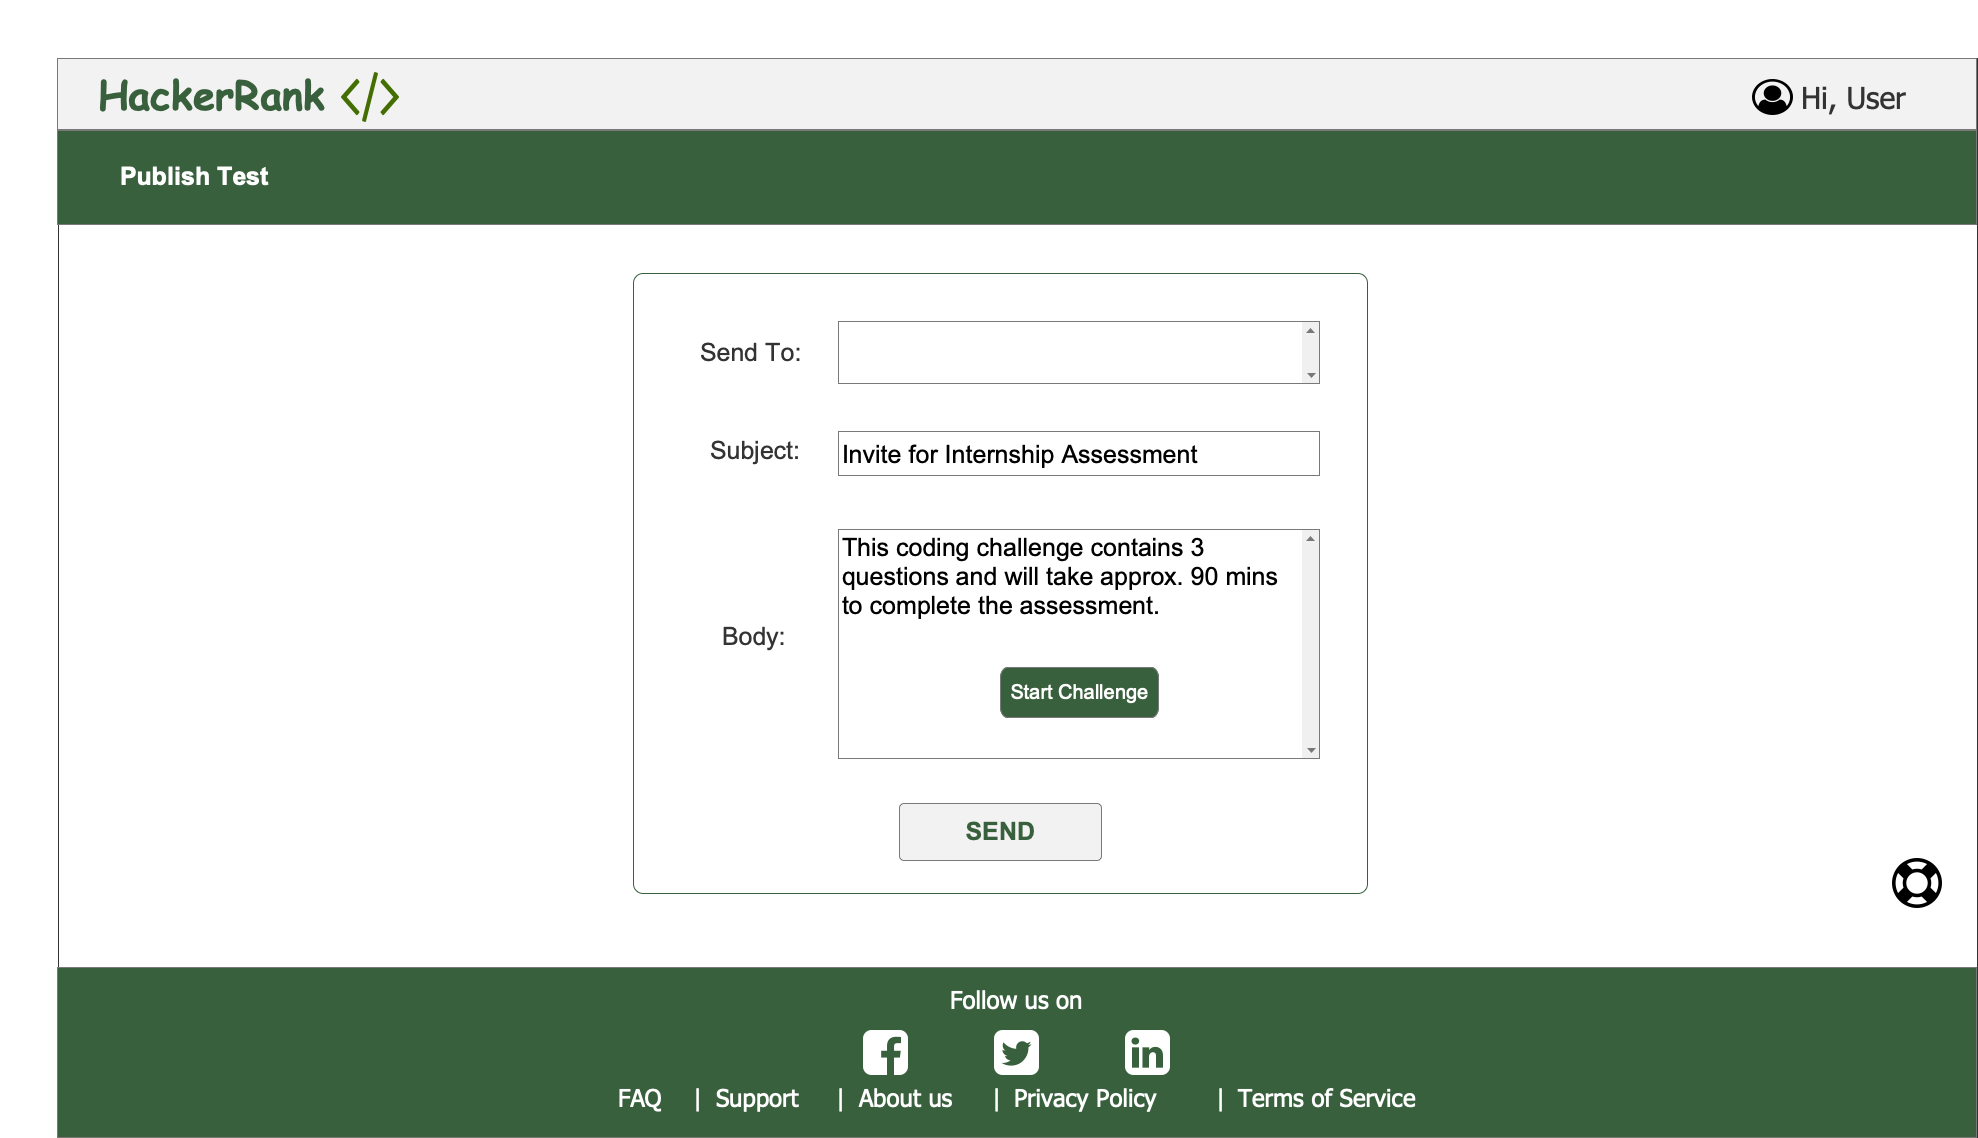 HackerRank </>
Hi, User
Publish Test
Send To:
Subject:
Invite for Internship Assessment
Body:
This coding challenge contains 3
questions and will take approx. 90 mins
to complete the assessment.
Start Challenge
SEND
Follow us on
FAQ | Support | About us | Privacy Policy | Terms of Service